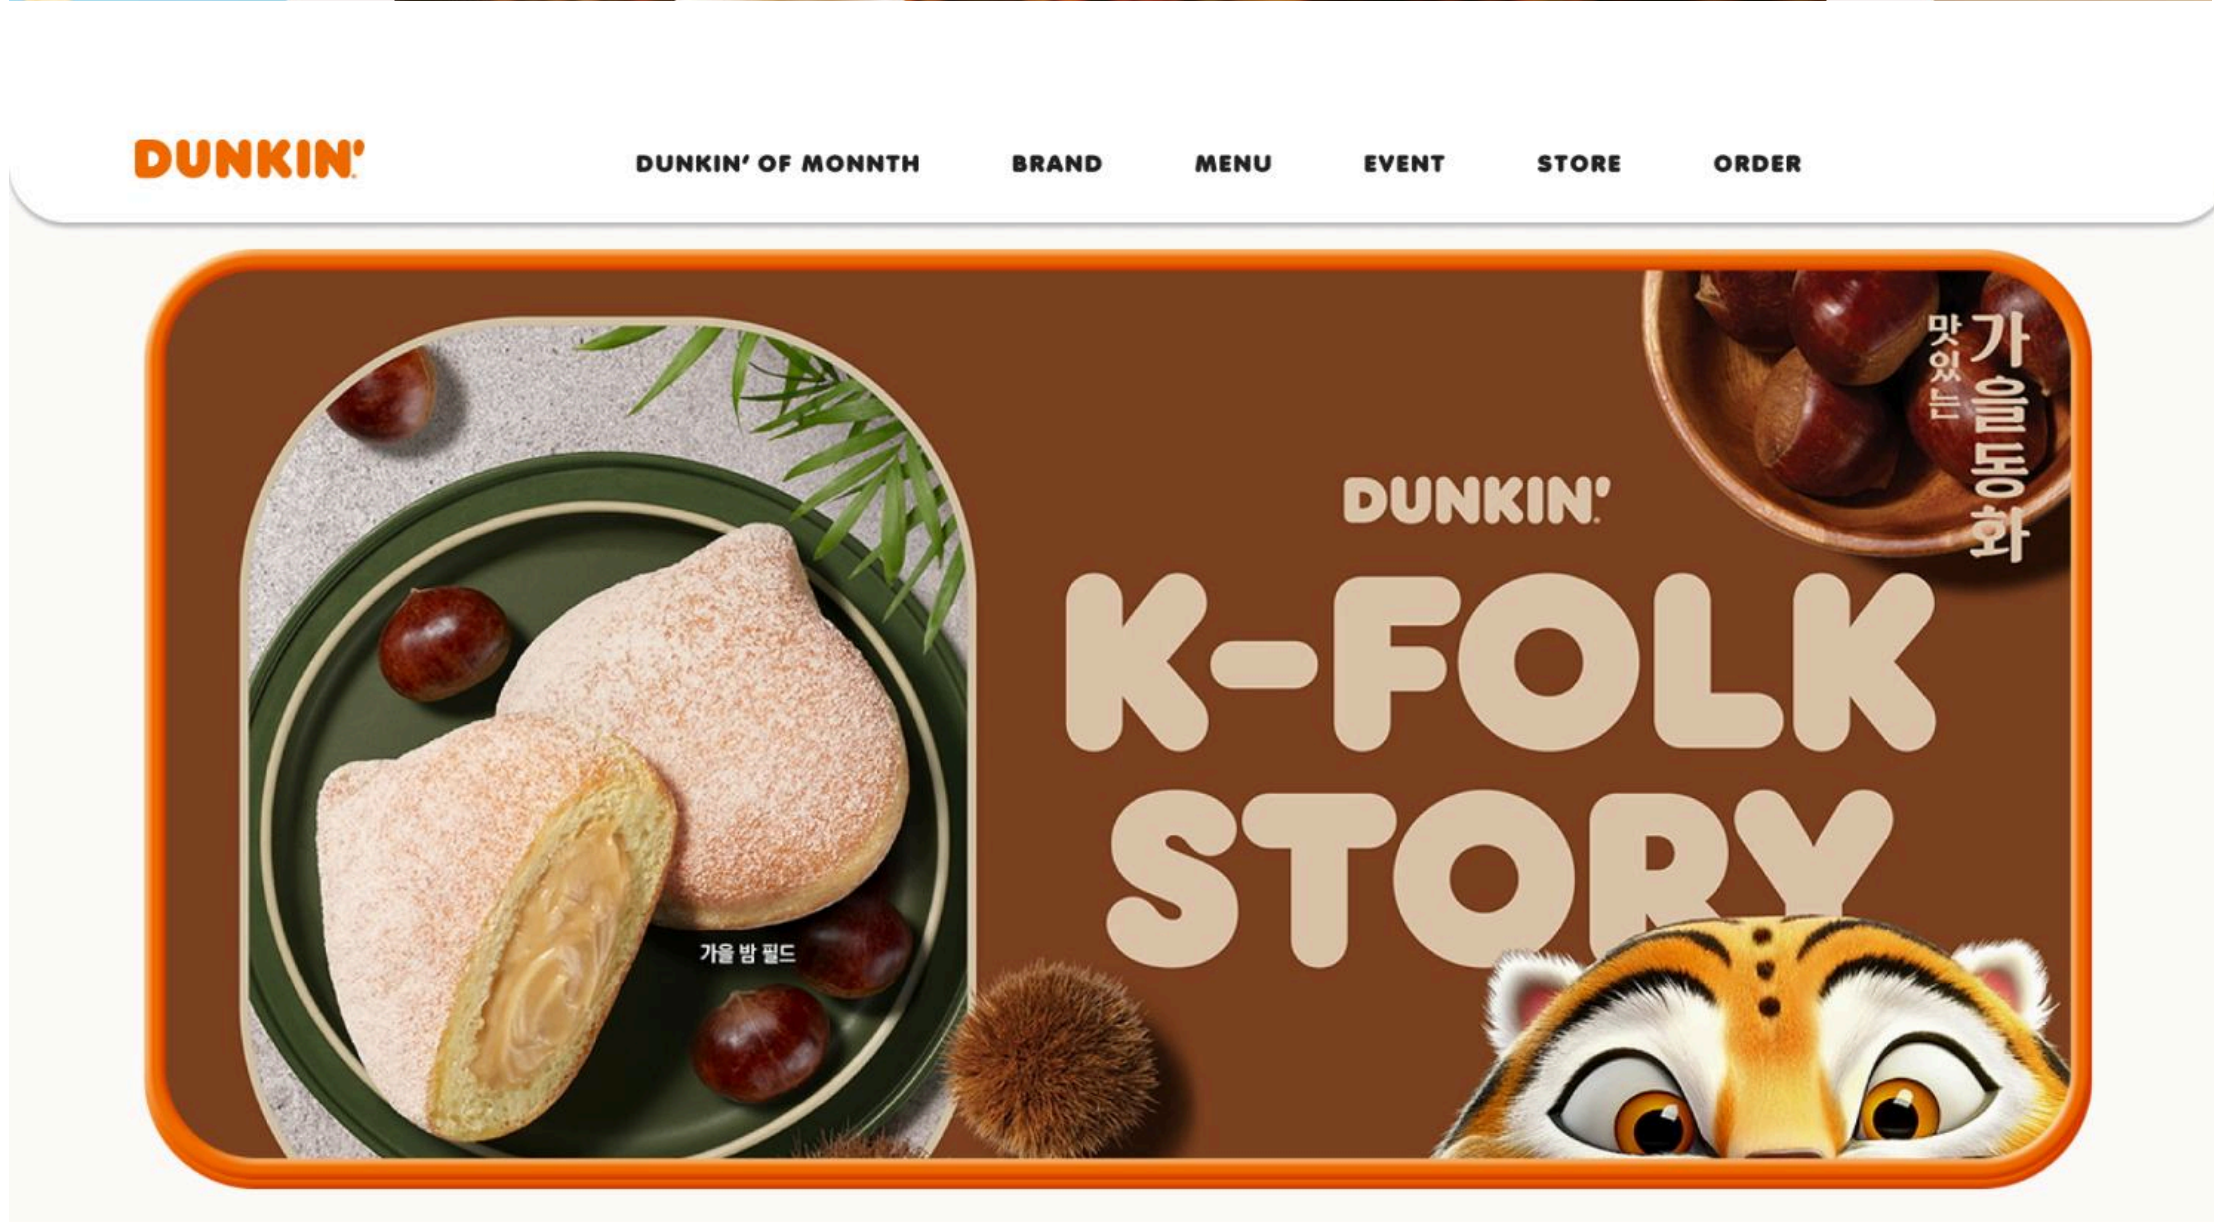 DUNKIN'
DUNKIN' OF MONNTH
BRAND
MENU
EVENT
STORE
ORDER
가을동화
맛있는
DUNKIN'
K-FOLK
STORY
가을 밤 필드